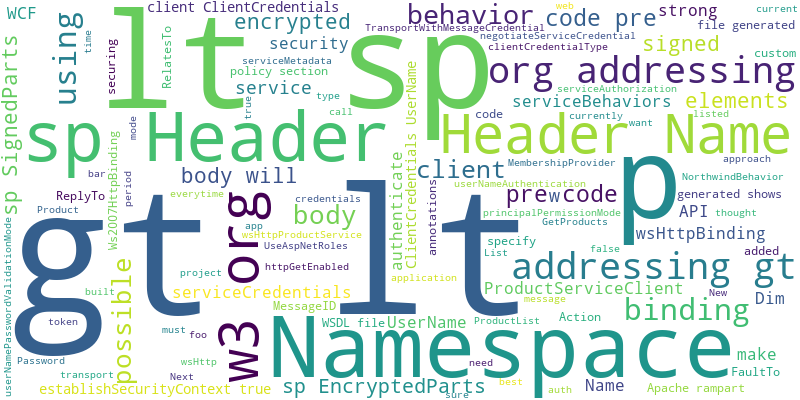 WCF
client ClientCredentials
behavior
code pre
strong
web
current
file generated
using
time
lt
sp
encrypted
TransportWithMessageCredential
negotiateServiceCredential
clientCredentialType
signed
custom
securing
RelatesTo
security
serviceMetadata
policy section
org addressing
service
true
type
call
serviceAuthorization
serviceBehaviors
elements
sp SignedParts
sp Header
mode
code
currently
want
listed
Header Name
bar
period
Ws2007HttpBinding
body will
authenticate
ClientCredentials UserName
client
MembershipProvider
approach
p
NorthwindBehavior
userNameAuthentication
ReplyTo
everytime
credentials
org
annotations
prewcode
generated shows
Product
app
body
principalPermissionMode
API
thought
wsHttpProductService
UseAspNetRoles
GetProducts
specify
wsHttpBinding
gt
lt
false
List
added
userNamePasswordValidationMode
possible
project
httpGetEnabled
application
addressing gt
built
serviceCredentials
ProductServiceClient
New
Dim
token
must
foo
w3
MessageID
message
binding
WSDL file
UserName
ProductList
Action
Namespace
make
Password
wsHttp
transport
Next
need
FaultTo
establishSecurityContext true
sp EncryptedParts
best
auth
Name
Apache rampart
sure